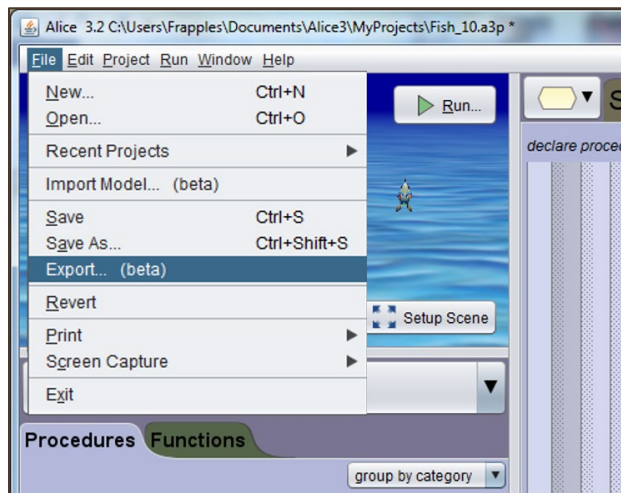 Alice 3.2 C:\Users\Frapples\Documents\Alice3\MyProjects\Fish_10.a3p *
File Edit Project Run Window Help
New... Ctrl+N
Open... Ctrl+O
Recent Projects
Import Model... (beta)
Save Ctrl+S
Save As... Ctrl+Shift+S
Export... (beta)
Revert
Print
Screen Capture
Exit
Run...
Setup Scene
Procedures Functions
group by category
S
declare proced